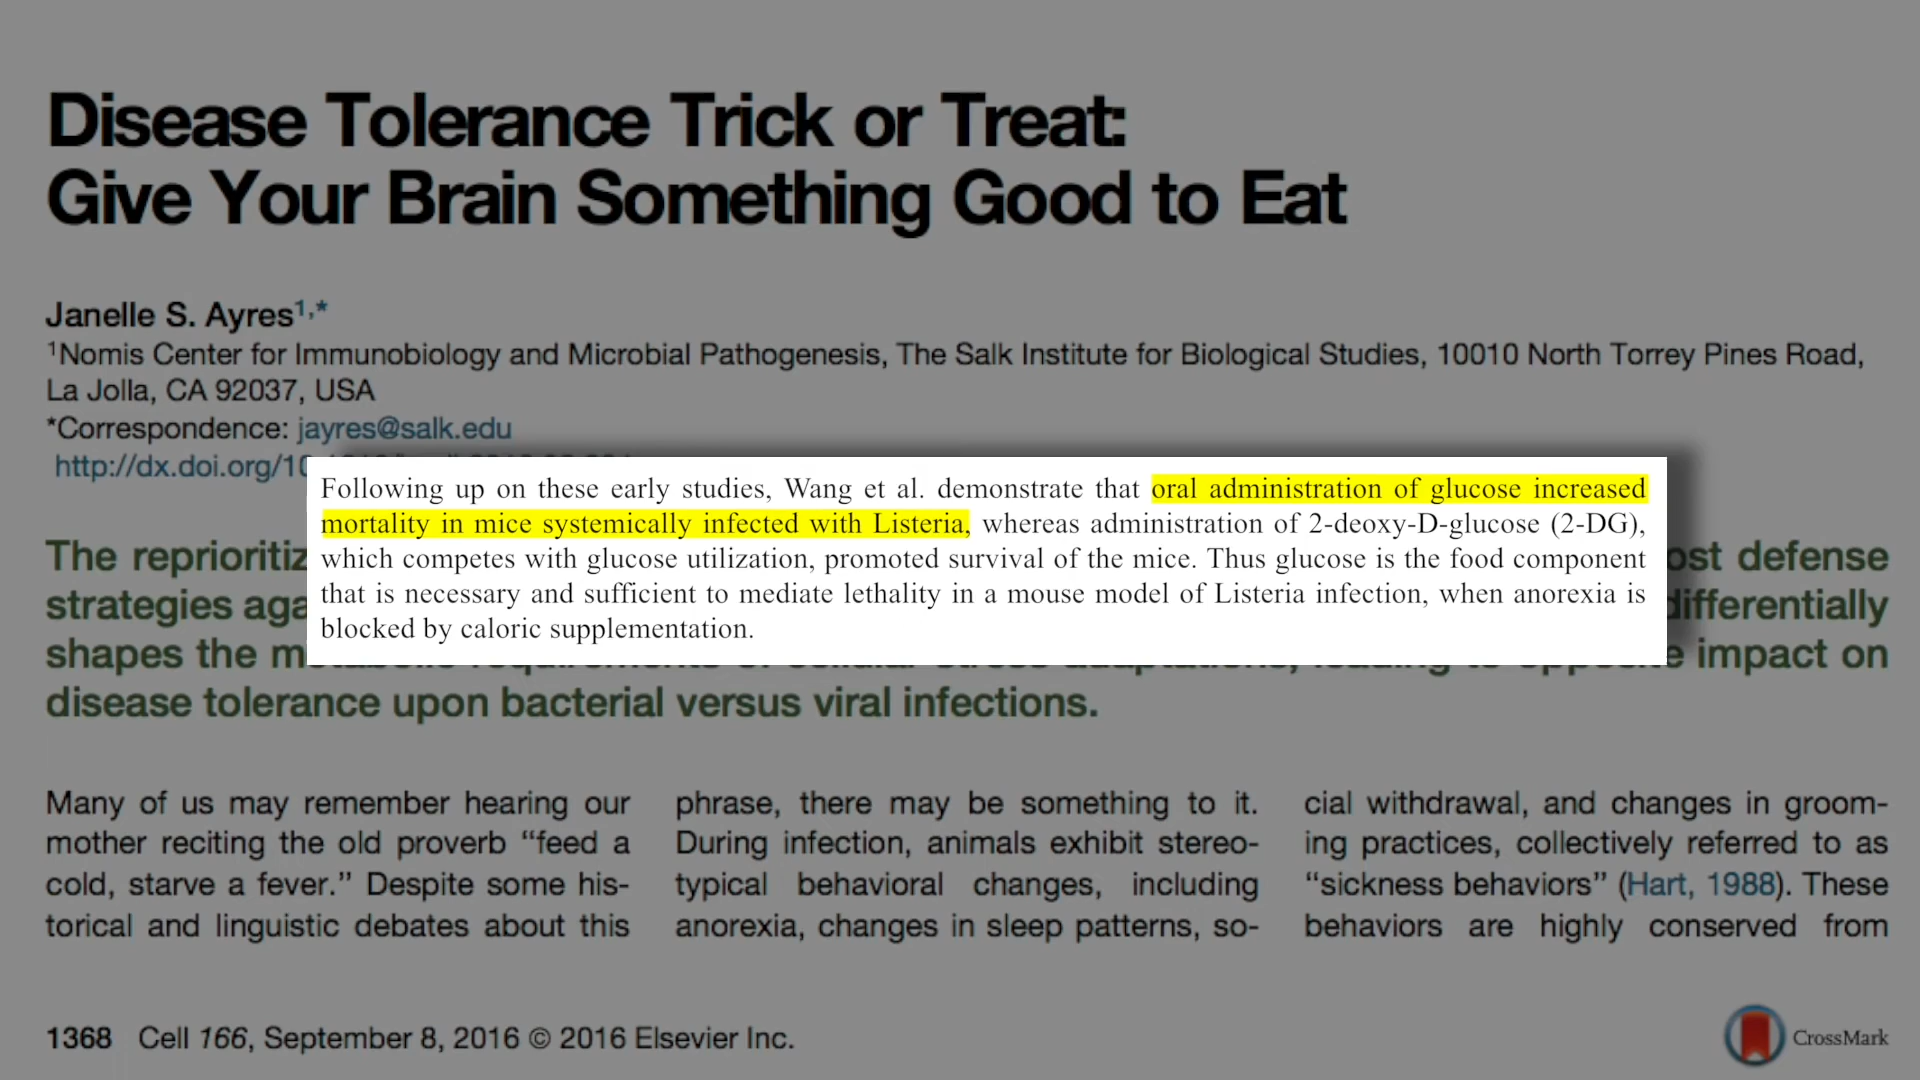 Disease Tolerance Trick or Treat:
Give Your Brain Something Good to Eat
Janelle S. Ayres1,*
1Nomis Center for Immunobiology and Microbial Pathogenesis, The Salk Institute for Biological Studies, 10010 North Torrey Pines Road,
La Jolla, CA 92037, USA
*Correspondence: jayres@salk.edu
http://dx.doi.org/10
Following up on these early studies, Wang et al. demonstrate that oral administration of glucose increased
mortality in mice systemically infected with Listeria, whereas administration of 2-deoxy-D-glucose (2-DG),
which competes with glucose utilization, promoted survival of the mice. Thus glucose is the food component
that is necessary and sufficient to mediate lethality in a mouse model of Listeria infection, when anorexia is
blocked by caloric supplementation.
The ost defense
strategies differentially
shapes the impact on
disease tolerance upon bacterial versus viral infections.
Many of us may remember hearing our
mother reciting the old proverb “feed a
cold, starve a fever.” Despite some his-
torical and linguistic debates about this
phrase, there may be something to it.
During infection, animals exhibit stereo-
typical behavioral changes, including
anorexia, changes in sleep patterns, so-
cial withdrawal, and changes in groom-
ing practices, collectively referred to as
“sickness behaviors” (Hart, 1988). These
behaviors are highly conserved from
1368 Cell 166, September 8, 2016 © 2016 Elsevier Inc.
CrossMark